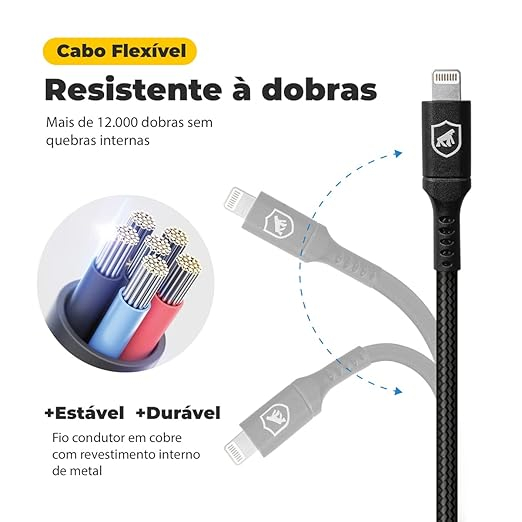 Cabo Flexível
Resistente à dobras
Mais de 12.000 dobras sem
quebras internas
+Estável +Durável
Fio condutor em cobre
com revestimento interno
de metal